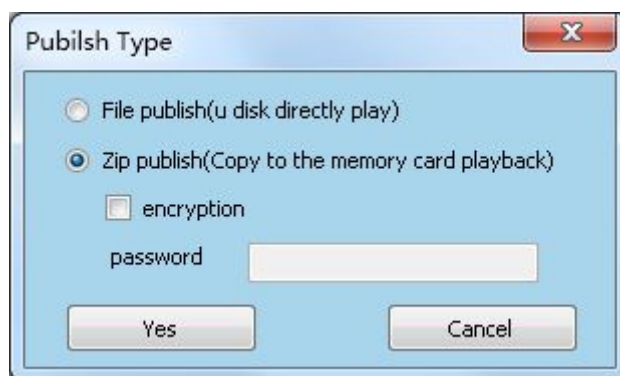 Pubilsh Type
File publish(u disk directly play)
Zip publish(Copy to the memory card playback)
encryption
password
Yes
Cancel